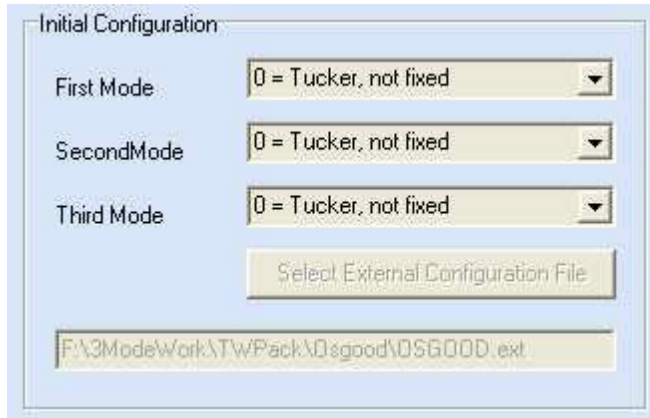 Initial Configuration
First Mode 0 = Tucker, not fixed
SecondMode 0 = Tucker, not fixed
Third Mode 0 = Tucker, not fixed
Select External Configuration File
F:\3ModeWork\TWPack\Osgood\OSGOOD.ext